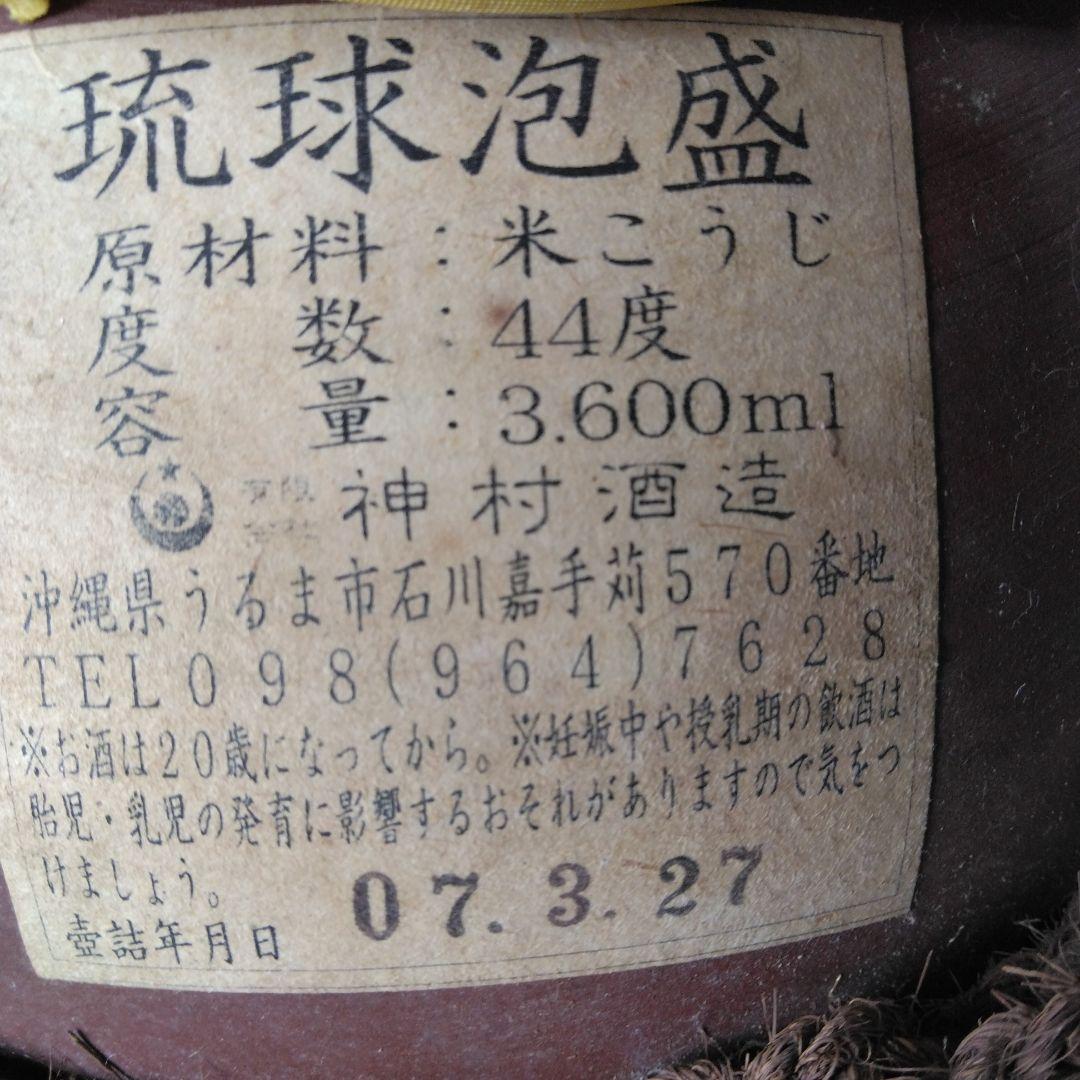 琉球泡盛
原材料：米こうじ
度数：44度
容量：3.600ml
有限会社 神村酒造
沖縄県うるま市石川嘉手苅570番地
TEL098(964)7628
※お酒は20歳になってから。※妊娠中や授乳期の飲酒は
胎児・乳児の発育に影響するおそれがありますので気をつ
けましょう。
壺詰年月日 07.3.27